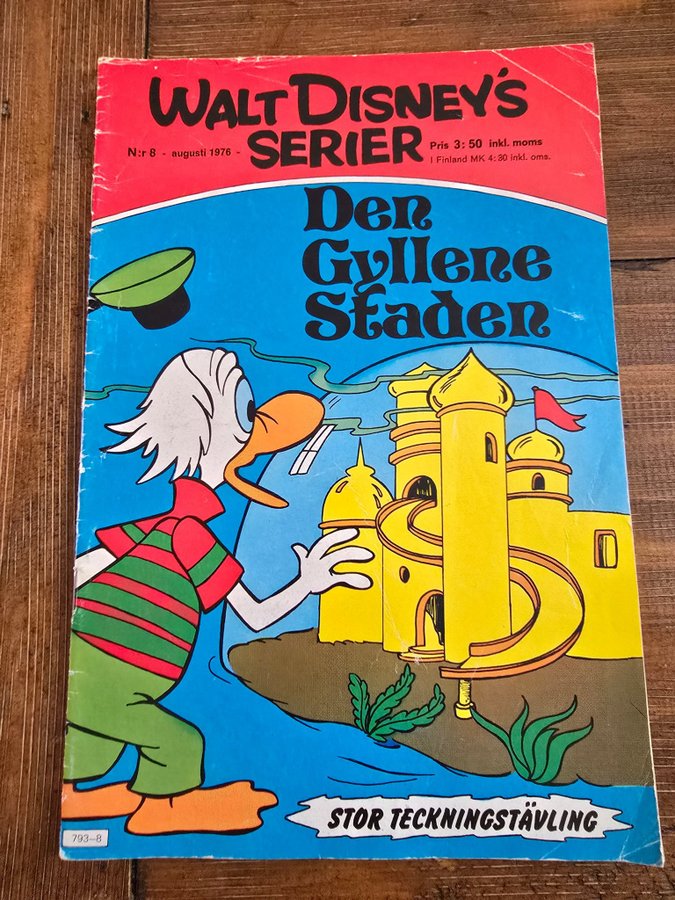 WALT DISNEY'S
SERIER
N:r 8 - augusti 1976 -
Pris 3:50 inkl. moms
I Finland MK 4:30 inkl. oms.
Den
Gyllene
Staden
STOR TECKNINGSTÄVLING
793-8